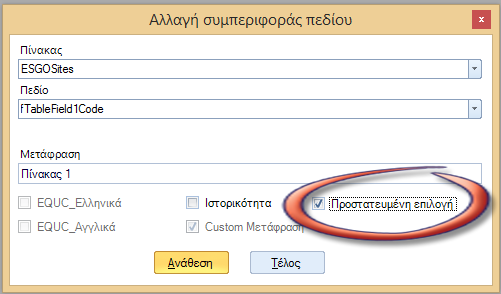 Αλλαγή συμπεριφοράς πεδίου
x
Πίνακας
ESGOSites
Πεδίο
fTableField1Code
Μετάφραση
Πίνακας 1
EQUC_Ελληνικά Ιστορικότητα Προστατευμένη επιλογή
EQUC_Αγγλικά Custom Μετάφραση
Ανάθεση Τέλος